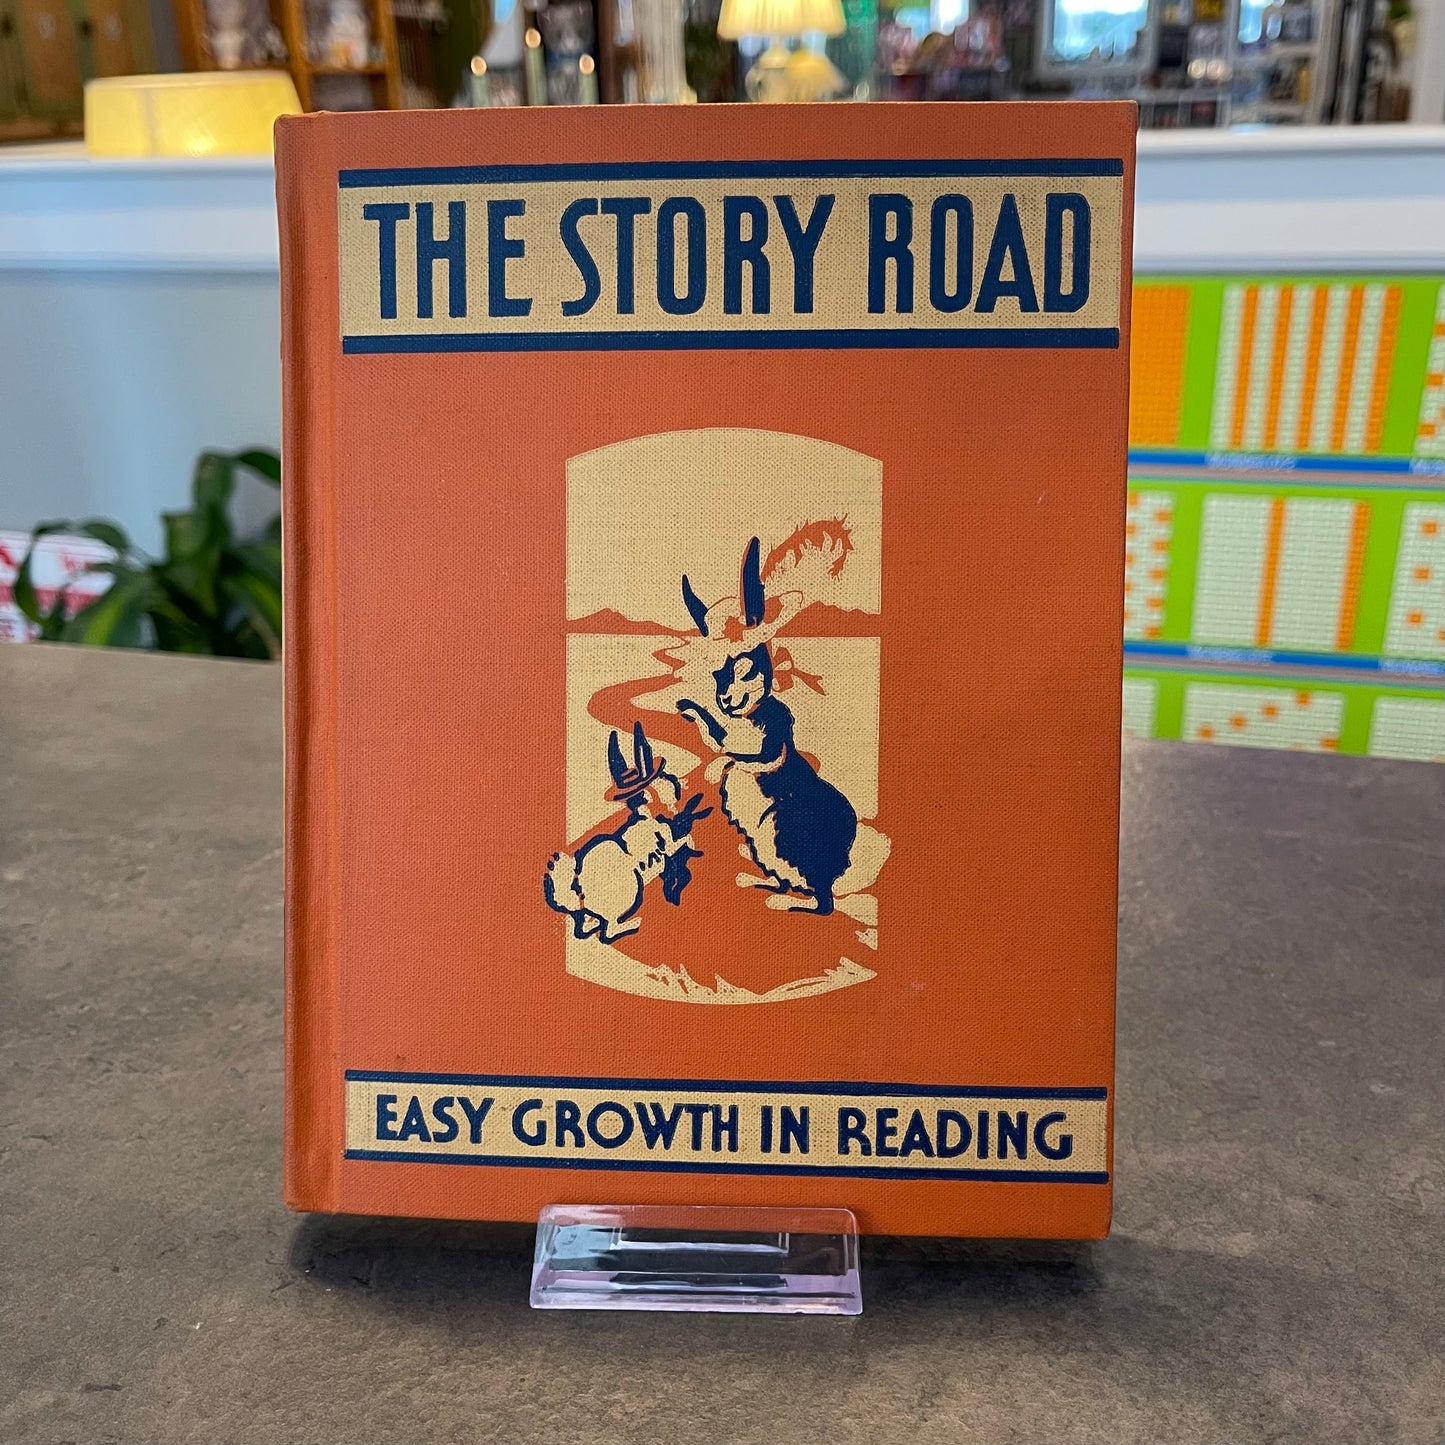 THE STORY ROAD
EASY GROWTH IN READING